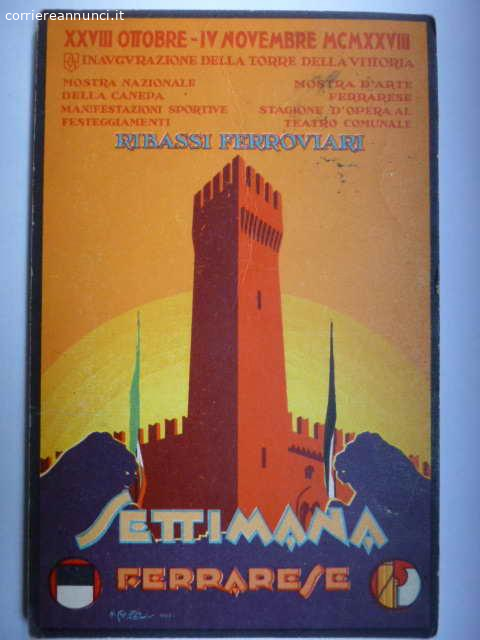 corriereannunci.it
XXVIII OTTOBRE - IV NOVEMBRE MCMXXVIII
INAVGVRAZIONE DELLA TORRE DELLA VITTORIA
MOSTRA NAZIONALE
DELLA CANEPA
MANIFESTAZIONI SPORTIVE
FESTEGGIAMENTI
MOSTRA D'ARTE
FERRARESE
STAGIONE D'OPERA AL
TEATRO COMUNALE
RIBASSI FERROVIARI
SETTIMANA
FERRARESE